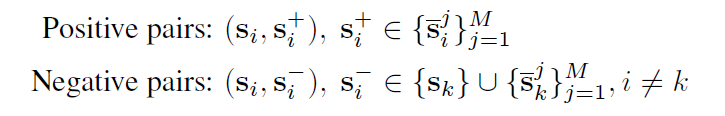 Positive pairs: (s_i, s_i^+), s_i^+ ∈ {s̄_i^j}_{j=1}^M
Negative pairs: (s_i, s_i^-), s_i^- ∈ {s_k} ∪ {s̄_k^j}_{j=1}^M, i ≠ k